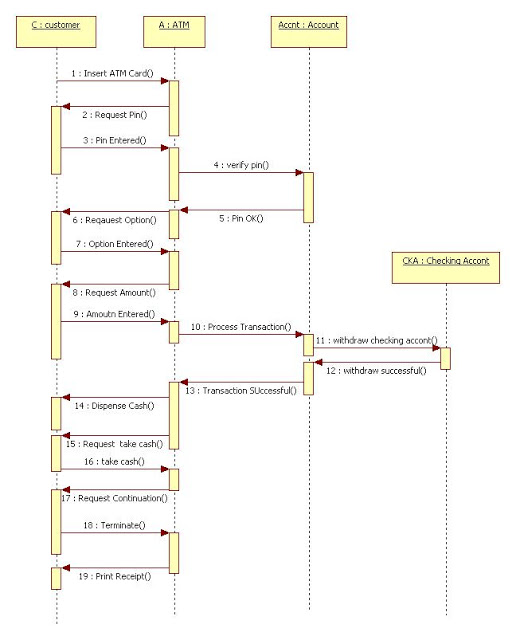 C : customer
A : ATM
Accnt : Account
1 : Insert ATM Card()
2 : Request Pin()
3 : Pin Entered()
4 : verify pin()
5 : Pin OK()
6 : Reqauest Option()
7 : Option Entered()
CKA : Checking Accont
8 : Request Amount()
9 : Amoutn Entered()
10 : Process Transaction()
11 : withdraw checking accont()
12 : withdraw successful()
13 : Transaction SUccessful()
14 : Dispense Cash()
15 : Request take cash()
16 : take cash()
17 : Request Continuation()
18 : Terminate()
19 : Print Receipt()